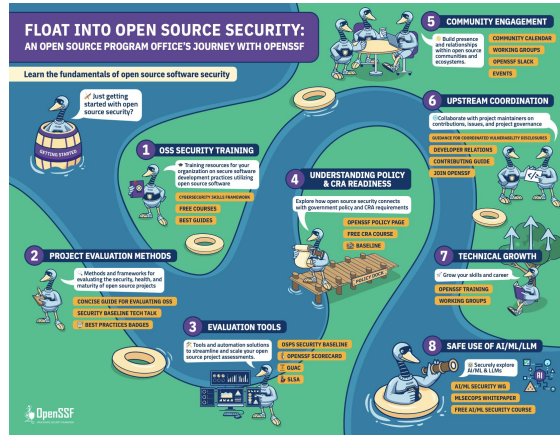 FLOAT INTO OPEN SOURCE SECURITY:
AN OPEN SOURCE PROGRAM OFFICE'S JOURNEY WITH OPENSSF
Learn the fundamentals of open source software security
Just getting
started with open
source security?
GETTING STARTED
1 OSS SECURITY TRAINING
Training resources for your
organization on secure software
development practices utilizing
open source software
CYBERSECURITY SKILLS FRAMEWORK
FREE COURSES
BEST GUIDES
2 PROJECT EVALUATION METHODS
Methods and frameworks for
evaluating the security, health, and
maturity of open source projects
CONCISE GUIDE FOR EVALUATING OSS
SECURITY BASELINE TECH TALK
BEST PRACTICES BADGES
3 EVALUATION TOOLS
Tools and automation solutions
to streamline and scale your open
source project assessments.
OSPS SECURITY BASELINE
OPENSSF SCORECARD
GUAC
SLSA
4 UNDERSTANDING POLICY
& CRA READINESS
Explore how open source security connects
with government policy and CRA requirements
OPENSSF POLICY PAGE
FREE CRA COURSE
BASELINE
POLICY DOCK
5 COMMUNITY ENGAGEMENT
Build presence
and relationships
within open source
communities and
ecosystems.
COMMUNITY CALENDAR
WORKING GROUPS
OPENSSF SLACK
EVENTS
6 UPSTREAM COORDINATION
Collaborate with project maintainers on
contributions, issues, and project governance
GUIDANCE FOR COORDINATED VULNERABILITY DISCLOSURES
DEVELOPER RELATIONS
CONTRIBUTING GUIDE
JOIN OPENSSF
</>
7 TECHNICAL GROWTH
Grow your skills and career
OPENSSF TRAINING
WORKING GROUPS
8 SAFE USE OF AI/ML/LLM
Securely explore
AI/ML & LLMs
AI
AI/ML SECURITY WG
MLSECOPS WHITEPAPER
FREE AI/ML SECURITY COURSE
OpenSSF